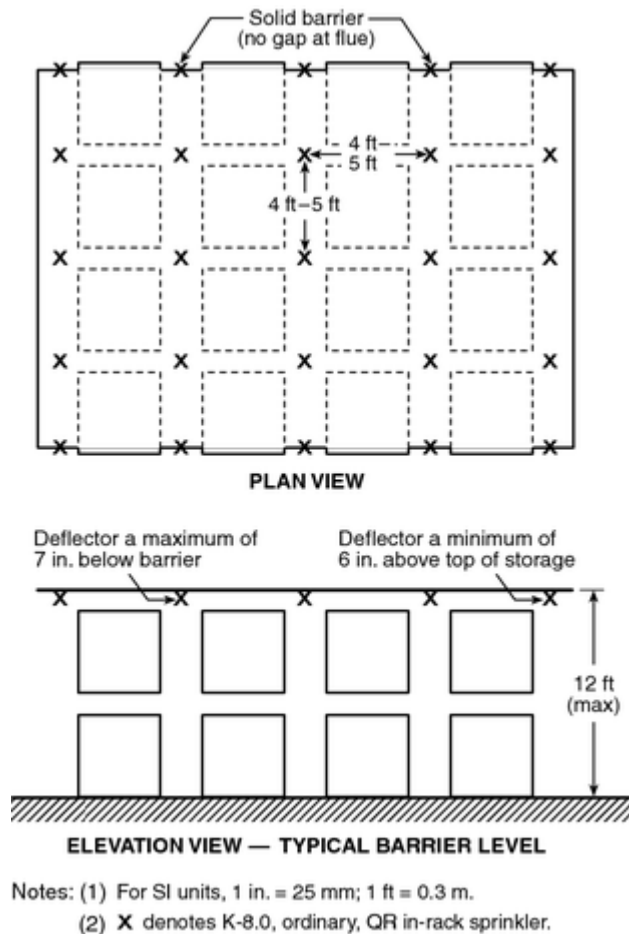 Solid barrier
(no gap at flue)
X X X X X
4 ft–
X X X X X
5 ft
4 ft–5 ft
X X X X X
X X X X X
X X X X X
PLAN VIEW
Deflector a maximum of
7 in. below barrier
Deflector a minimum of
6 in. above top of storage
X X X X X
12 ft
(max)
ELEVATION VIEW — TYPICAL BARRIER LEVEL
Notes: (1) For SI units, 1 in. = 25 mm; 1 ft = 0.3 m.
(2) X denotes K-8.0, ordinary, QR in-rack sprinkler.